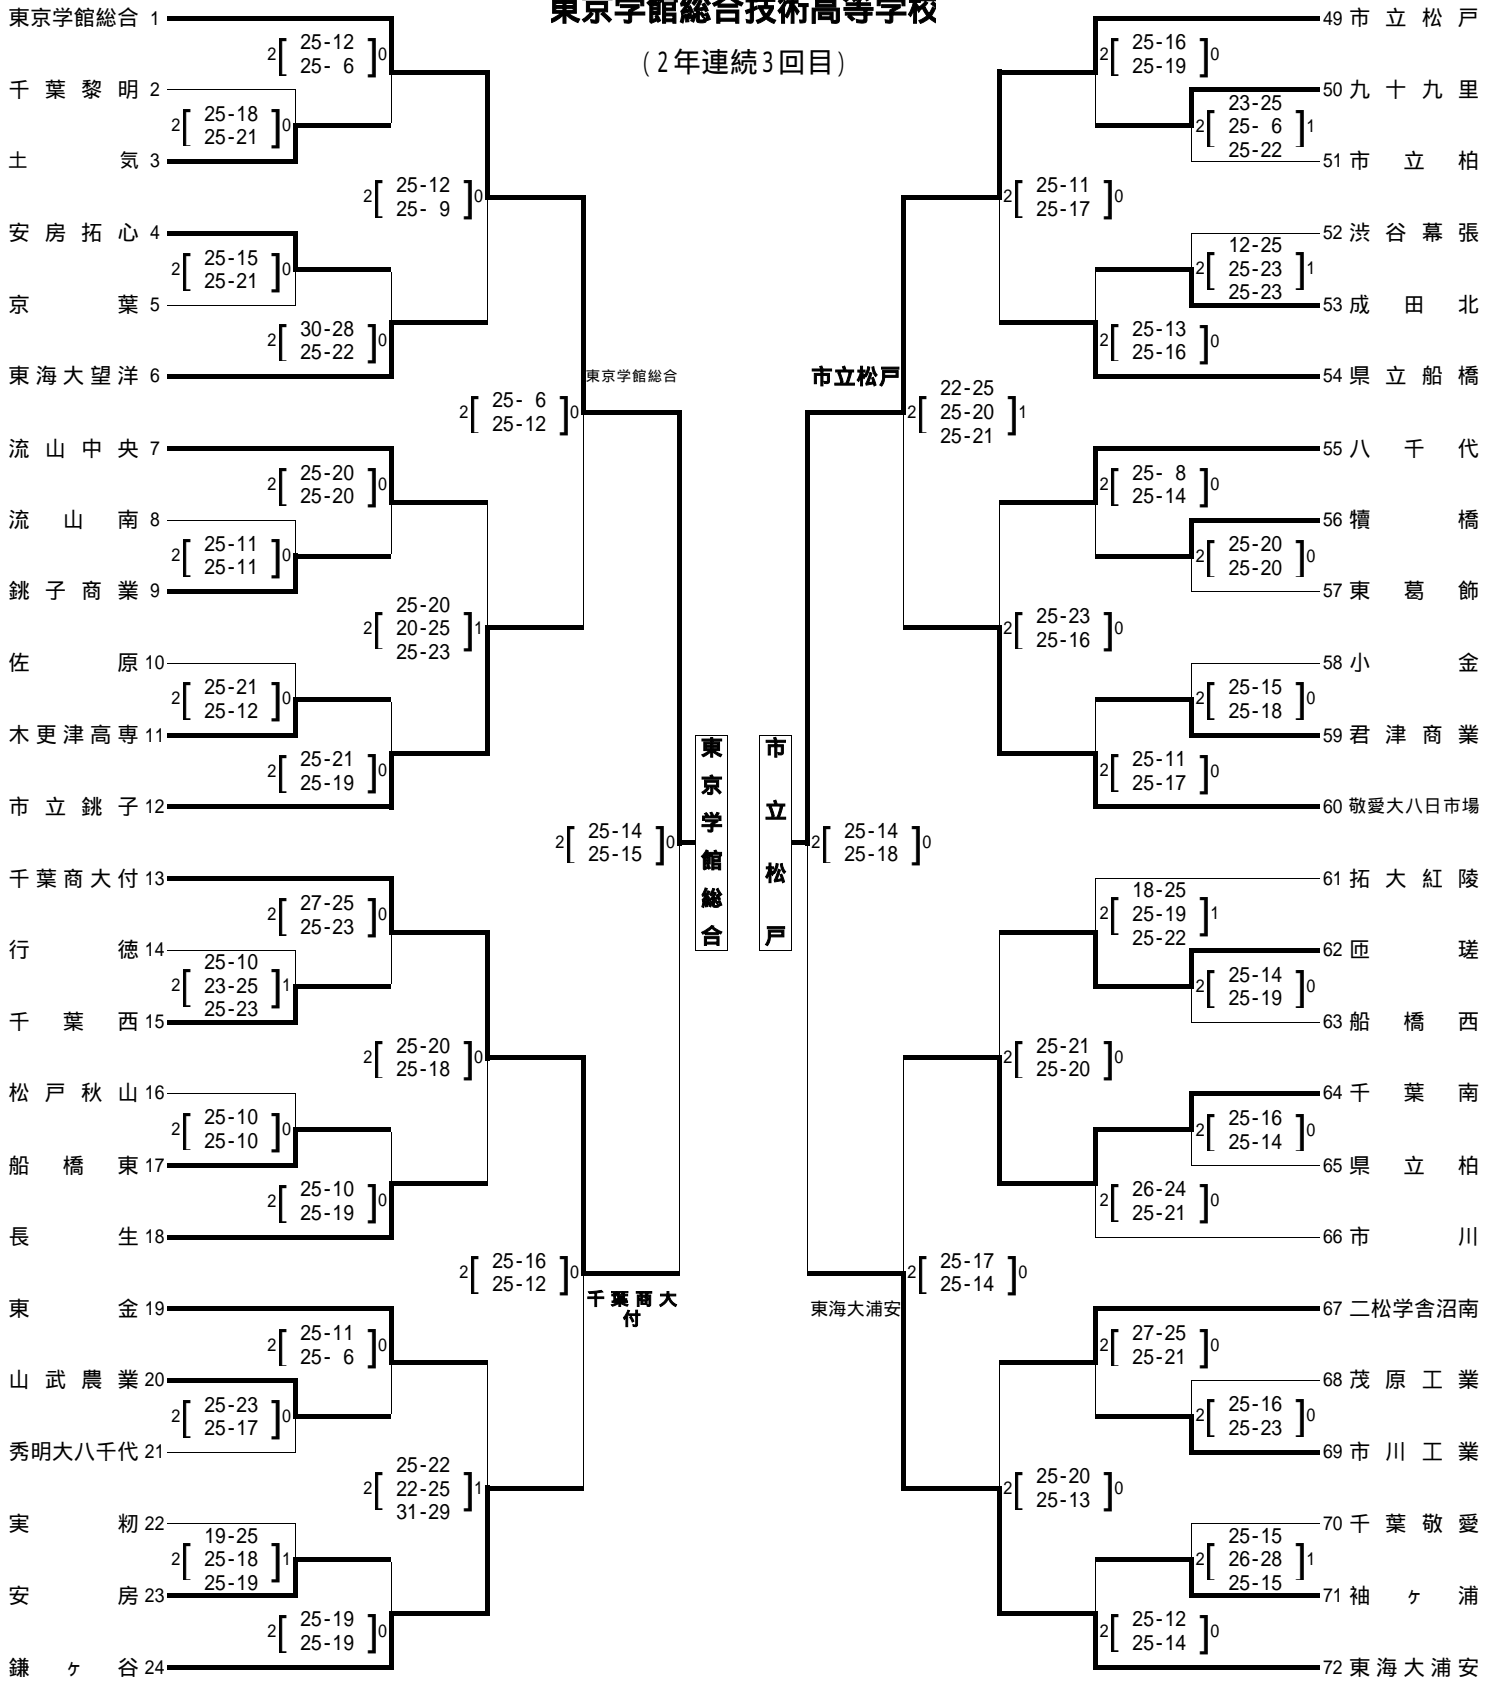 東京学館総合技術高等学校
(2年連続3回目)
東京学館総合 1
2[ 25-12 ]0
25- 6
千葉黎明 2
2[ 25-18 ]0
25-21
土気 3
2[ 25-12 ]0
25- 9
安房拓心 4
2[ 25-15 ]0
25-21
京葉 5
2[ 30-28 ]0
25-22
東海大望洋 6
東京学館総合
2[ 25- 6 ]0
25-12
流山中央 7
2[ 25-20 ]0
25-20
流山南 8
2[ 25-11 ]0
25-11
銚子商業 9
2[ 25-20 ]1
20-25
25-23
佐原 10
2[ 25-21 ]0
25-12
木更津高専 11
2[ 25-21 ]0
25-19
市立銚子 12
東京学館総合
2[ 25-14 ]0
25-15
千葉商大付 13
2[ 27-25 ]0
25-23
行徳 14
2[ 25-10 ]1
23-25
25-23
千葉西 15
2[ 25-20 ]0
25-18
松戸秋山 16
2[ 25-10 ]0
25-10
船橋東 17
2[ 25-10 ]0
25-19
長生 18
2[ 25-16 ]0
25-12
千葉商大
付
東金 19
2[ 25-11 ]0
25- 6
山武農業 20
2[ 25-23 ]0
25-17
秀明大八千代 21
2[ 25-22 ]1
22-25
31-29
実籾 22
2[ 19-25 ]1
25-18
25-19
安房 23
2[ 25-19 ]0
25-19
鎌ヶ谷 24
49 市立松戸
2[ 25-16 ]0
25-19
50 九十九里
2[ 23-25 ]1
25- 6
25-22
51 市立柏
2[ 25-11 ]0
25-17
52 渋谷幕張
2[ 12-25 ]1
25-23
25-23
53 成田北
2[ 25-13 ]0
25-16
54 県立船橋
市立松戸
2[ 22-25 ]1
25-20
25-21
55 八千代
2[ 25- 8 ]0
25-14
56 犢橋
2[ 25-20 ]0
25-20
57 東葛飾
2[ 25-23 ]0
25-16
58 小金
2[ 25-15 ]0
25-18
59 君津商業
2[ 25-11 ]0
25-17
60 敬愛大八日市場
市立松戸
2[ 25-14 ]0
25-18
61 拓大紅陵
2[ 18-25 ]1
25-19
25-22
62 匝瑳
2[ 25-14 ]0
25-19
63 船橋西
2[ 25-21 ]0
25-20
64 千葉南
2[ 25-16 ]0
25-14
65 県立柏
2[ 26-24 ]0
25-21
66 市川
2[ 25-17 ]0
25-14
東海大浦安
67 二松学舎沼南
2[ 27-25 ]0
25-21
68 茂原工業
2[ 25-16 ]0
25-23
69 市川工業
2[ 25-20 ]0
25-13
70 千葉敬愛
2[ 25-15 ]1
26-28
25-15
71 袖ヶ浦
2[ 25-12 ]0
25-14
72 東海大浦安